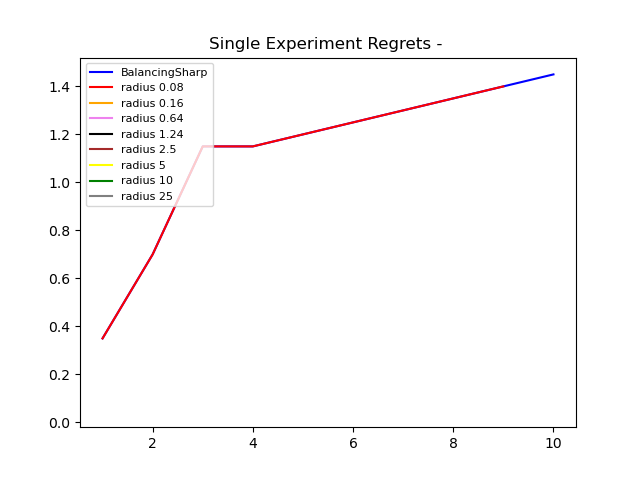 Single Experiment Regrets -
BalancingSharp
radius 0.08
radius 0.16
radius 0.64
radius 1.24
radius 2.5
radius 5
radius 10
radius 25
1.4
1.2
1.0
0.8
0.6
0.4
0.2
0.0
2 4 6 8 10